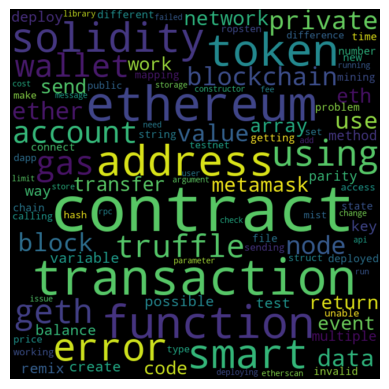 deploy library different failed ropsten network private
solidity token
difference time number new
wallet work blockchain mining running
cost mapping storage constructor fee
make message public send eth
ether ethereum
need string testnet set problem
account value array getting method
connect dapp add using
user argument access
limit store gas address parity
way transfer metamask state
chain calling hash rpc check mist change
contract
block truffle node key
sending file struct deployed api
variable parameter
transaction
issue unable run
geth possible test return
function event
balance multiple
price working error type smart data
remix create code deploying etherscan invalid